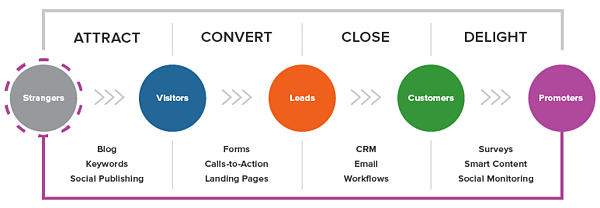 ATTRACT
CONVERT
CLOSE
DELIGHT
Strangers
Visitors
Leads
Customers
Promoters
Blog
Keywords
Social Publishing
Forms
Calls-to-Action
Landing Pages
CRM
Email
Workflows
Surveys
Smart Content
Social Monitoring